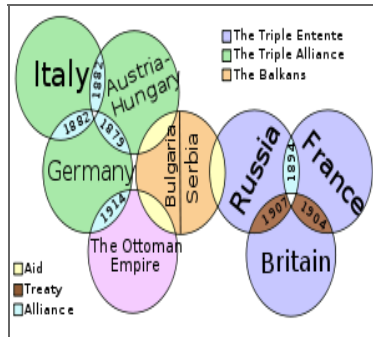 The Triple Entente
The Triple Alliance
The Balkans
Italy
1882
Austria-
Hungary
1882
1879
Germany
Bulgaria
Serbia
Russia
1894
France
1914
1907
1904
The Ottoman
Empire
Britain
Aid
Treaty
Alliance